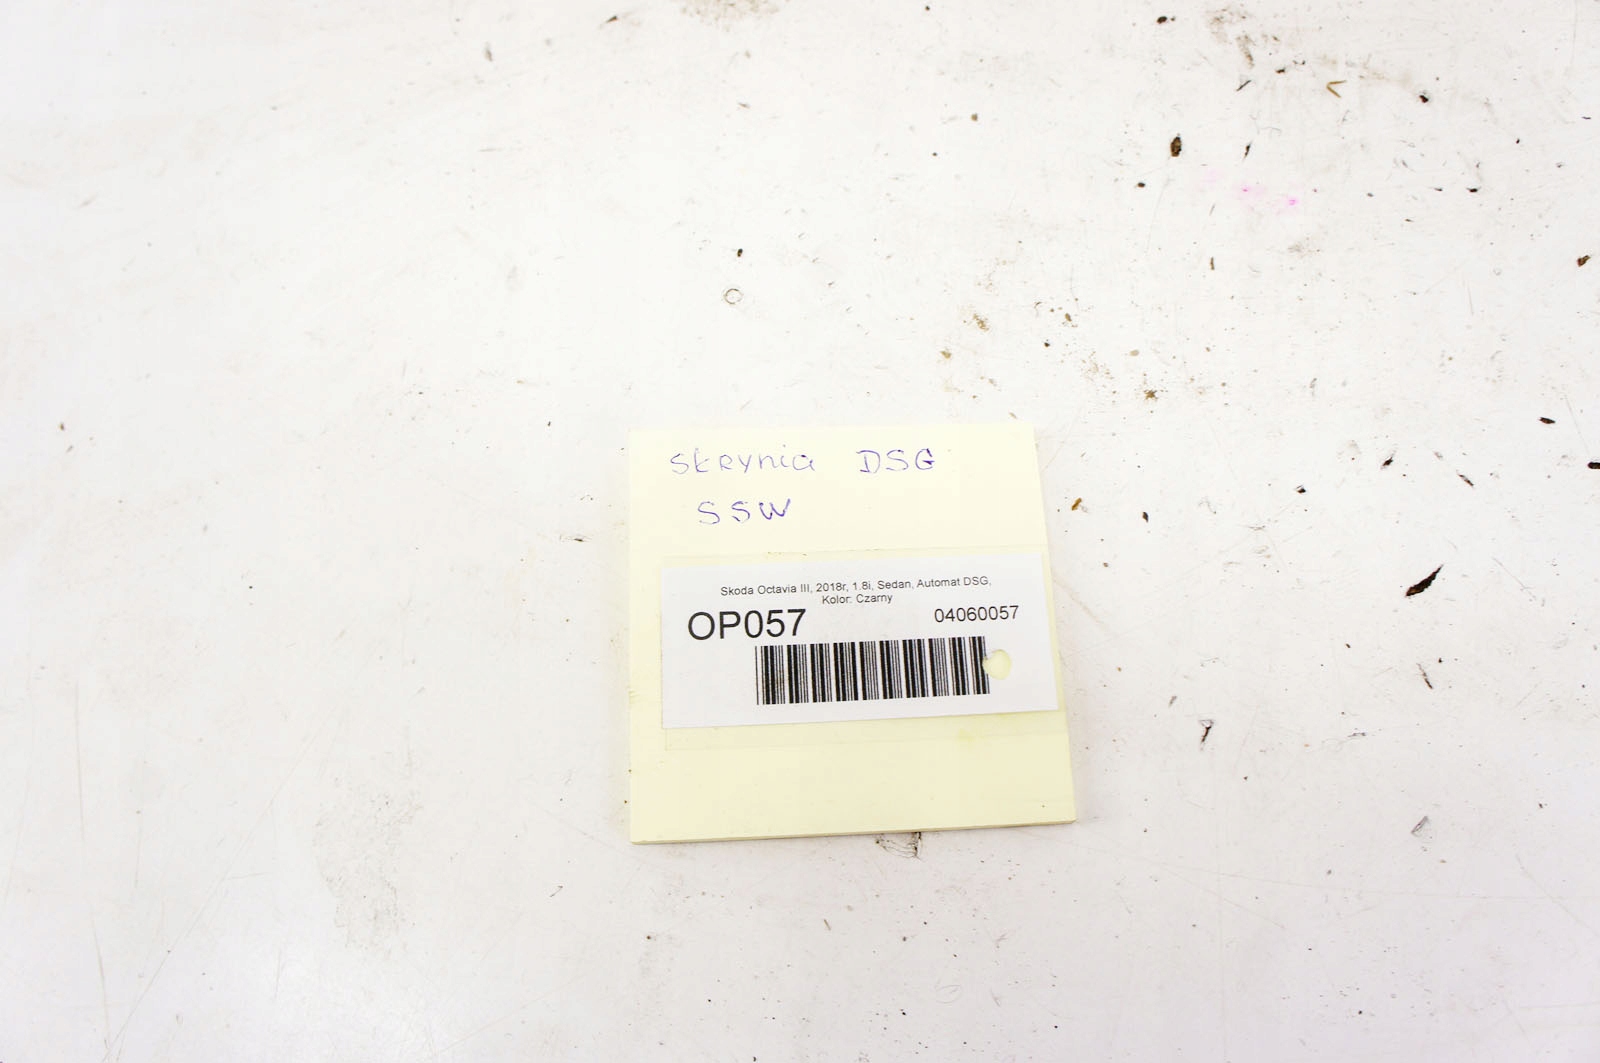 Skrynia DSG
SSW
Skoda Octavia III, 2018r, 1.8i, Sedan, Automat DSG,
Kolor: Czarny
OP057
04060057